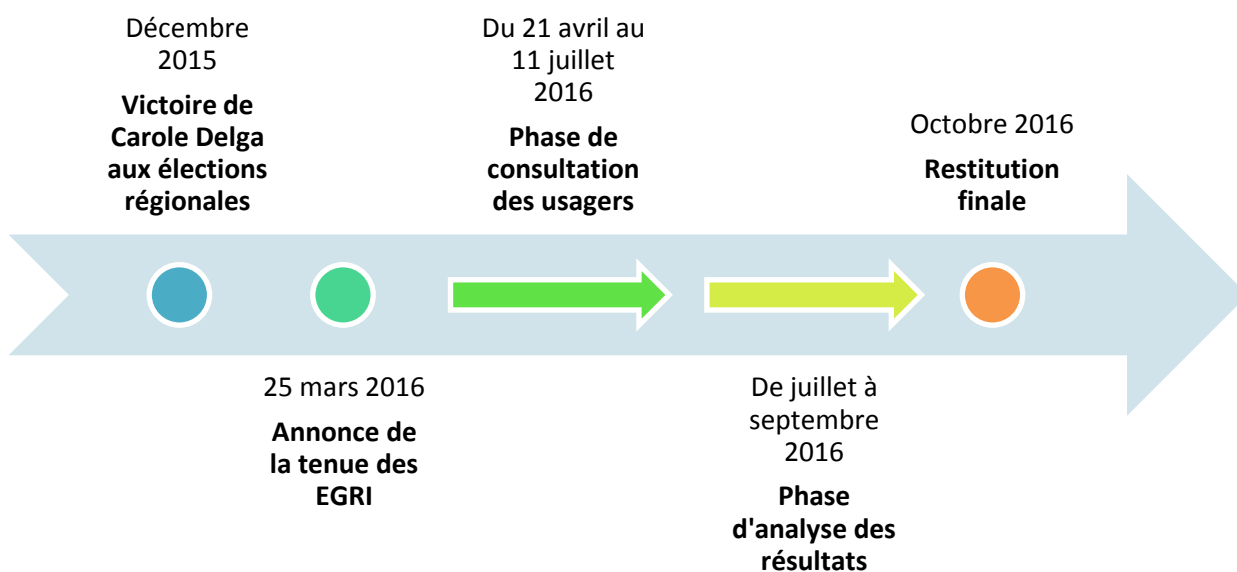 Décembre
2015
Victoire de
Carole Delga
aux élections
régionales
25 mars 2016
Annonce de
la tenue des
EGRI
Du 21 avril au
11 juillet
2016
Phase de
consultation
des usagers
De juillet à
septembre
2016
Phase
d'analyse des
résultats
Octobre 2016
Restitution
finale